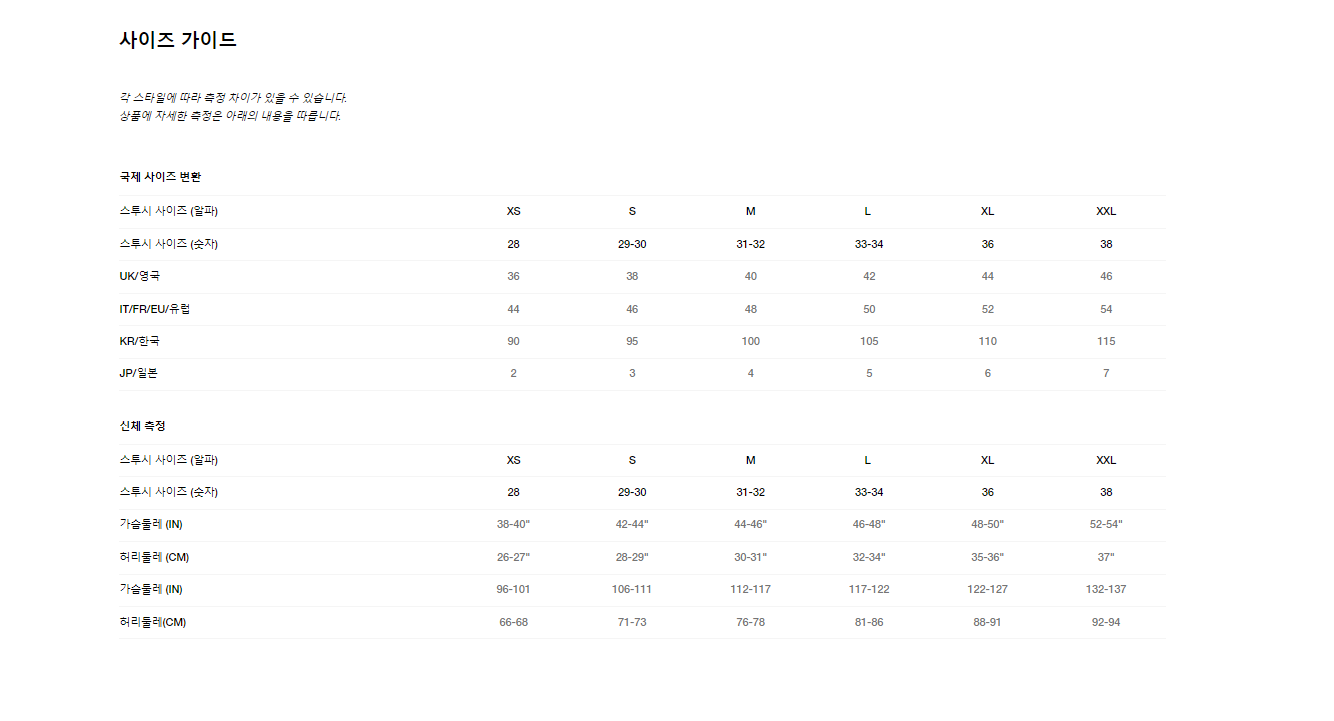 사이즈 가이드
각 스타일에 따라 측정 차이가 있을 수 있습니다.
상품에 자세한 측정은 아래의 내용을 따릅니다.
국제 사이즈 변환
스투시 사이즈 (알파) XS S M L XL XXL
스투시 사이즈 (숫자) 28 29-30 31-32 33-34 36 38
UK/영국 36 38 40 42 44 46
IT/FR/EU/유럽 44 46 48 50 52 54
KR/한국 90 95 100 105 110 115
JP/일본 2 3 4 5 6 7
신체 측정
스투시 사이즈 (알파) XS S M L XL XXL
스투시 사이즈 (숫자) 28 29-30 31-32 33-34 36 38
가슴둘레 (IN) 38-40" 42-44" 44-46" 46-48" 48-50" 52-54"
허리둘레 (CM) 26-27" 28-29" 30-31" 32-34" 35-36" 37"
가슴둘레 (IN) 96-101 106-111 112-117 117-122 122-127 132-137
허리둘레(CM) 66-68 71-73 76-78 81-86 88-91 92-94